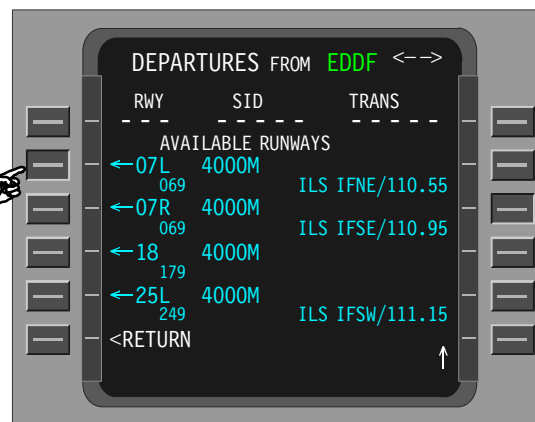 DEPARTURES FROM EDDF <-->
RWY SID TRANS
--- ----- -----
AVAILABLE RUNWAYS
←07L 4000M
069 ILS IFNE/110.55
←07R 4000M
069 ILS IFSE/110.95
←18 4000M
179
←25L 4000M
249 ILS IFSW/111.15
<RETURN
↑